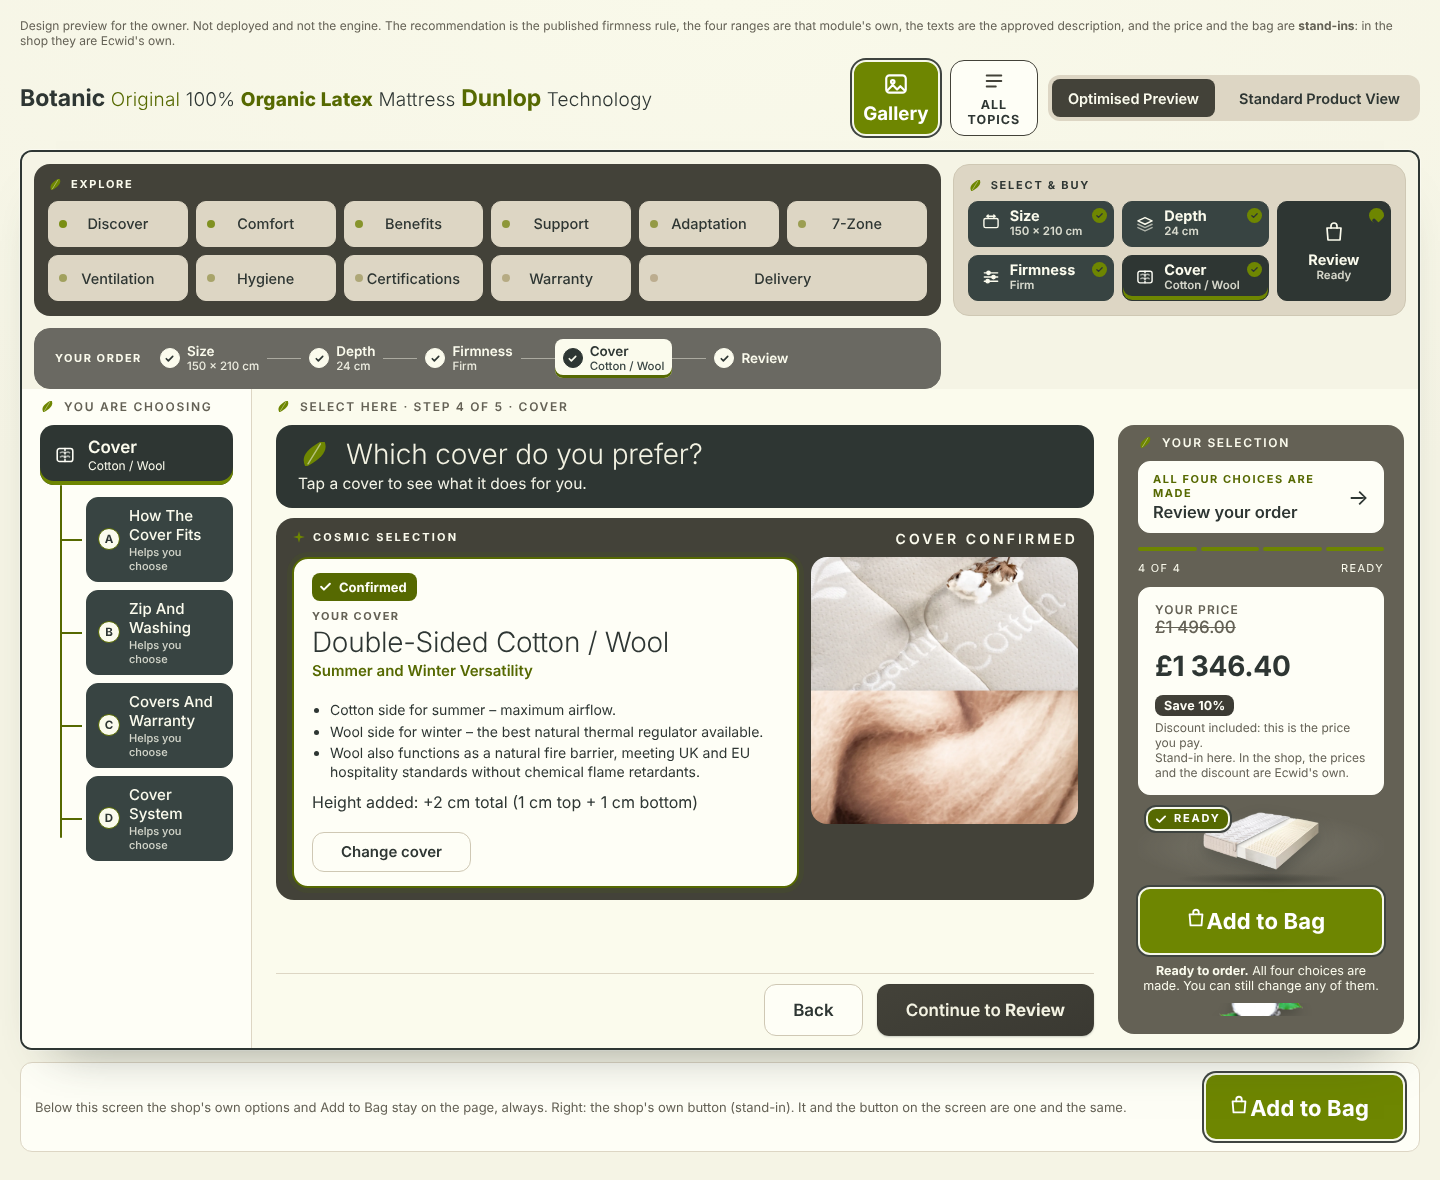 Design preview for the owner. Not deployed and not the engine. The recommendation is the published firmness rule, the four ranges are that module's own, the texts are the approved description, and the price and the bag are stand-ins: in the
shop they are Ecwid's own.
Botanic Original 100% Organic Latex Mattress Dunlop Technology
Gallery
ALL
TOPICS
Optimised Preview
Standard Product View
EXPLORE
Discover
Comfort
Benefits
Support
Adaptation
7-Zone
Ventilation
Hygiene
Certifications
Warranty
Delivery
SELECT & BUY
Size
150 × 210 cm
Depth
24 cm
Firmness
Firm
Cover
Cotton / Wool
Review
Ready
YOUR ORDER
Size
150 × 210 cm
Depth
24 cm
Firmness
Firm
Cover
Cotton / Wool
Review
YOU ARE CHOOSING
Cover
Cotton / Wool
A
How The
Cover Fits
Helps you
choose
B
Zip And
Washing
Helps you
choose
C
Covers And
Warranty
Helps you
choose
D
Cover
System
Helps you
choose
SELECT HERE · STEP 4 OF 5 · COVER
Which cover do you prefer?
Tap a cover to see what it does for you.
COSMIC SELECTION
COVER CONFIRMED
Confirmed
YOUR COVER
Double-Sided Cotton / Wool
Summer and Winter Versatility
• Cotton side for summer – maximum airflow.
• Wool side for winter – the best natural thermal regulator available.
• Wool also functions as a natural fire barrier, meeting UK and EU
hospitality standards without chemical flame retardants.
Height added: +2 cm total (1 cm top + 1 cm bottom)
Change cover
Cotton
Back
Continue to Review
YOUR SELECTION
ALL FOUR CHOICES ARE
MADE
Review your order
4 OF 4
READY
YOUR PRICE
£1 496.00
£1 346.40
Save 10%
Discount included: this is the price
you pay.
Stand-in here. In the shop, the prices
and the discount are Ecwid's own.
READY
Add to Bag
Ready to order. All four choices are
made. You can still change any of them.
Below this screen the shop's own options and Add to Bag stay on the page, always. Right: the shop's own button (stand-in). It and the button on the screen are one and the same.
Add to Bag